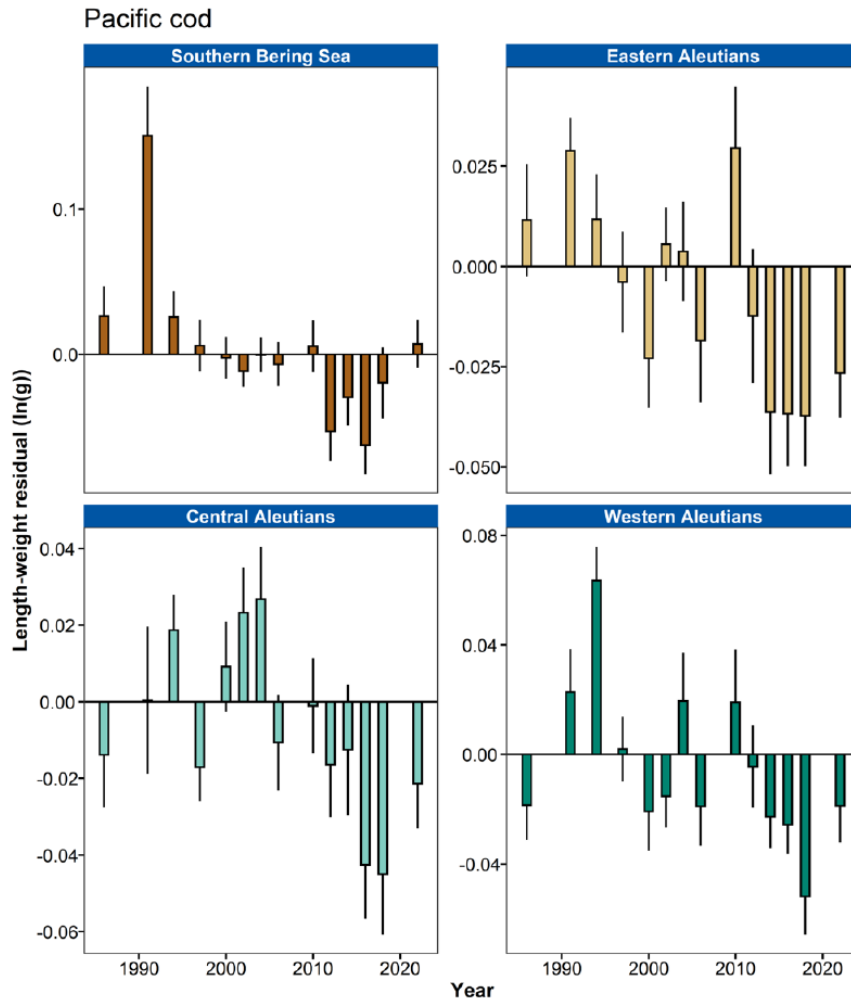 Pacific cod
Southern Bering Sea
Eastern Aleutians
0.1
0.0
0.025
0.000
-0.025
-0.050
Length-weight residual (ln(g))
Central Aleutians
Western Aleutians
0.04
0.02
0.00
-0.02
-0.04
-0.06
0.08
0.04
0.00
-0.04
1990 2000 2010 2020
1990 2000 2010 2020
Year